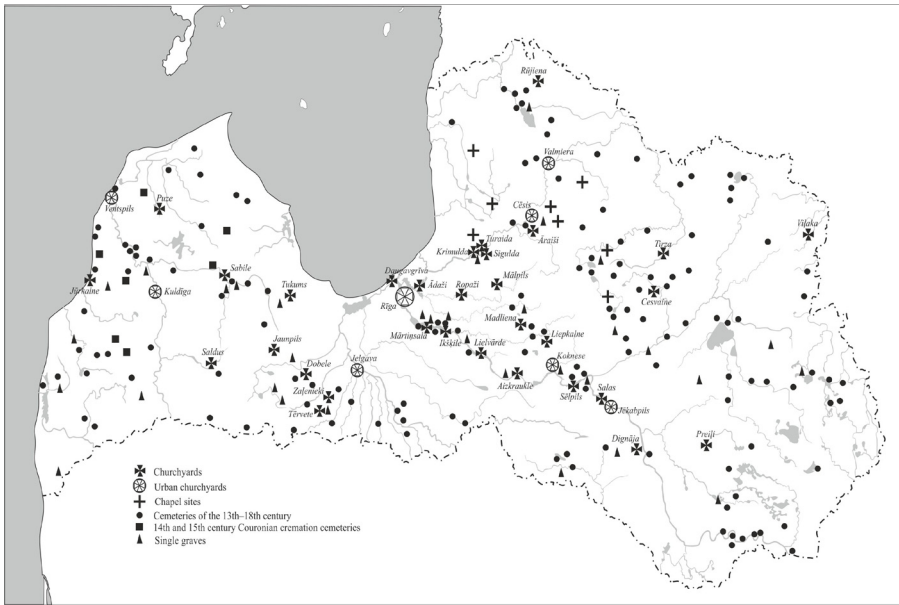 Rūjiena
Valmiera
Ventspils
Puze
Cēsis
Āraiši
Viļaka
Turaida
Krimulda
Sigulda
Tirza
Jūrkalne
Kuldīga
Sabile
Tukums
Daugavgrīva
Ādaži
Ropaži
Mālpils
Rīga
Cesvaine
Mārtiņsala
Ikšķile
Madliena
Lielvārde
Liepkalne
Saldus
Jaunpils
Dobele
Jelgava
Koknese
Aizkraukle
Zaļenieki
Sēlpils
Salas
Jēkabpils
Tērvete
Dignāja
Preiļi
Churchyards
Urban churchyards
Chapel sites
Cemeteries of the 13th–18th century
14th and 15th century Couronian cremation cemeteries
Single graves